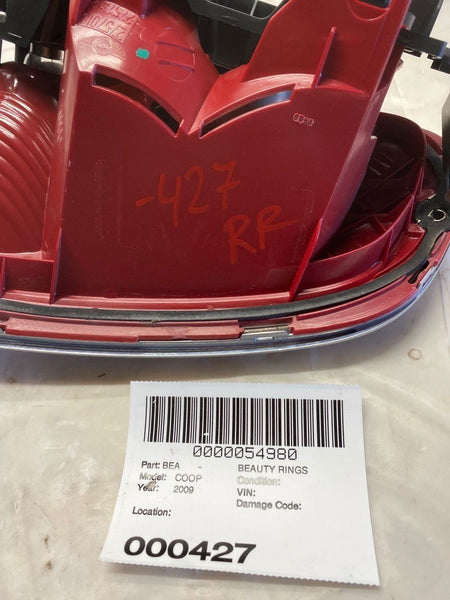 -427
RR
0000054980
Part: BEA - BEAUTY RINGS
Model: COOP Condition:
Year: 2009 VIN:
Damage Code:
Location:
000427